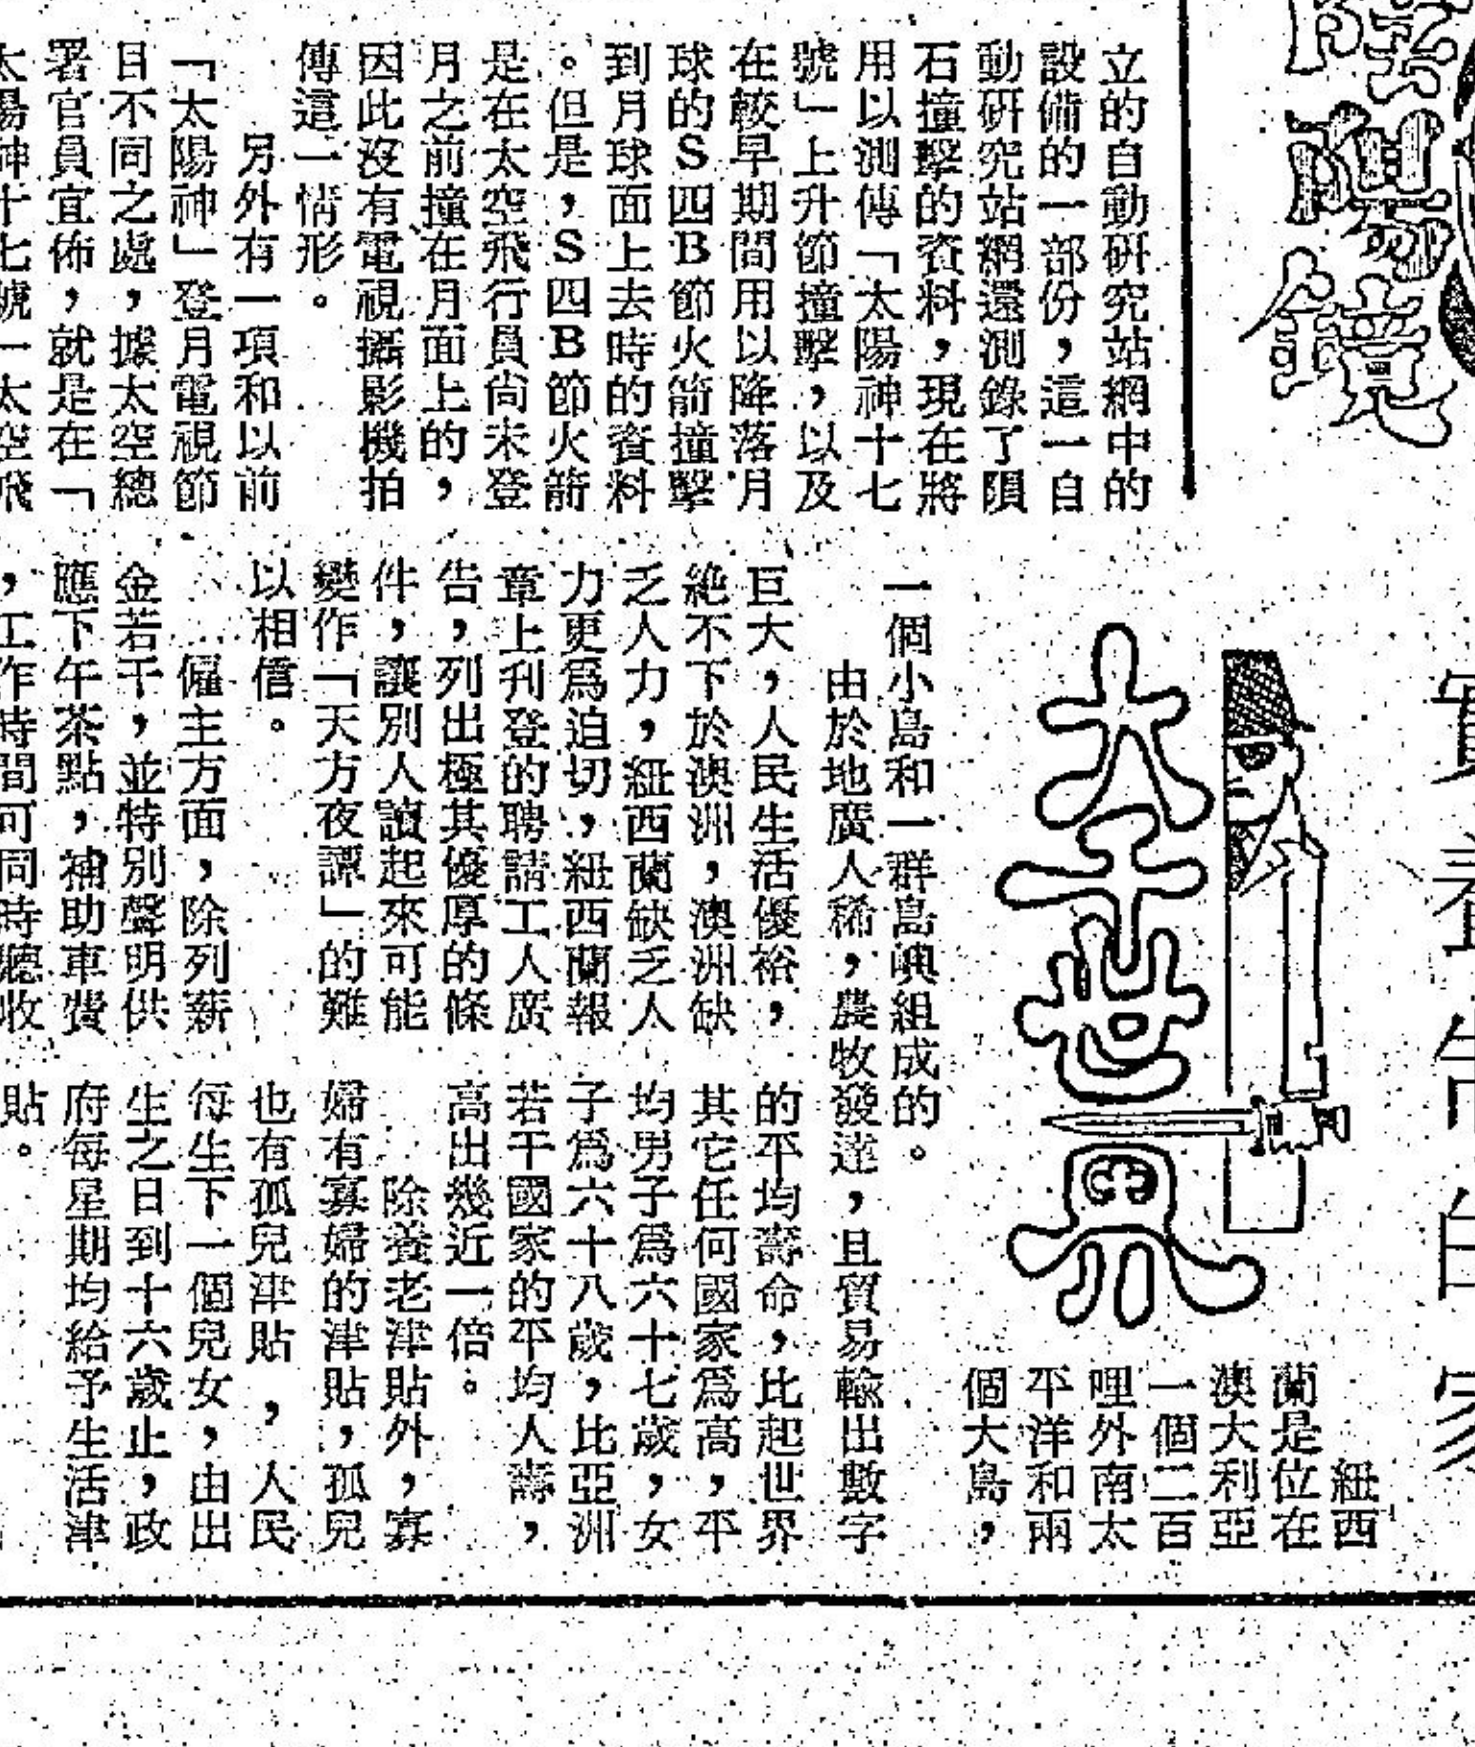 陽鏡
立的自動研究站網中的
設備的一部份，這一自
動研究站網還測錄了隕
石撞擊的資料，現在將
用以測傳「太陽神十七
號」上升節撞擊，以及
在較早期間用以降落月
球的S四B節火箭撞擊
到月球面上去時的資料
。但是，S四B節火箭
是在太空飛行員尚未登
月之前撞在月面上的，
因此沒有電視攝影機拍
傳這一情形。
另外有一項和以前
「太陽神」登月電視節
目不同之處，據太空總
署官員宣佈，就是在「
太陽神十七號一太空飛
大千世界
紐西
蘭是位在
澳大利亞
一個二百
哩外南太
平洋和兩
個大島，
一個小島和一群島嶼組成的。
由於地廣人稀，農牧發達，且貿易輸出數字
巨大，人民生活優裕，
絶不下於澳洲，澳洲缺
乏人力，紐西蘭缺乏人
力更爲迫切，紐西蘭報
章上刊登的聘請工人廣
告，列出極其優厚的條
件，讓別人讀起來可能
變作「天方夜譚」的難
以相信。
僱主方面，除列薪
金若干，並特別聲明供
應下午茶點，補助車費
，工作時間可同時聽收
的平均壽命，比起世界
其它任何國家爲高，平
均男子爲六十七歲，女
子爲六十八歲，比亞洲
若干國家的平均人壽，
高出幾近一倍。
除養老津貼外，寡
婦有寡婦的津貼，孤兒
也有孤兒津貼，人民
每生下一個兒女，由出
生之日到十六歲止，政
府每星期均給予生活津
貼。